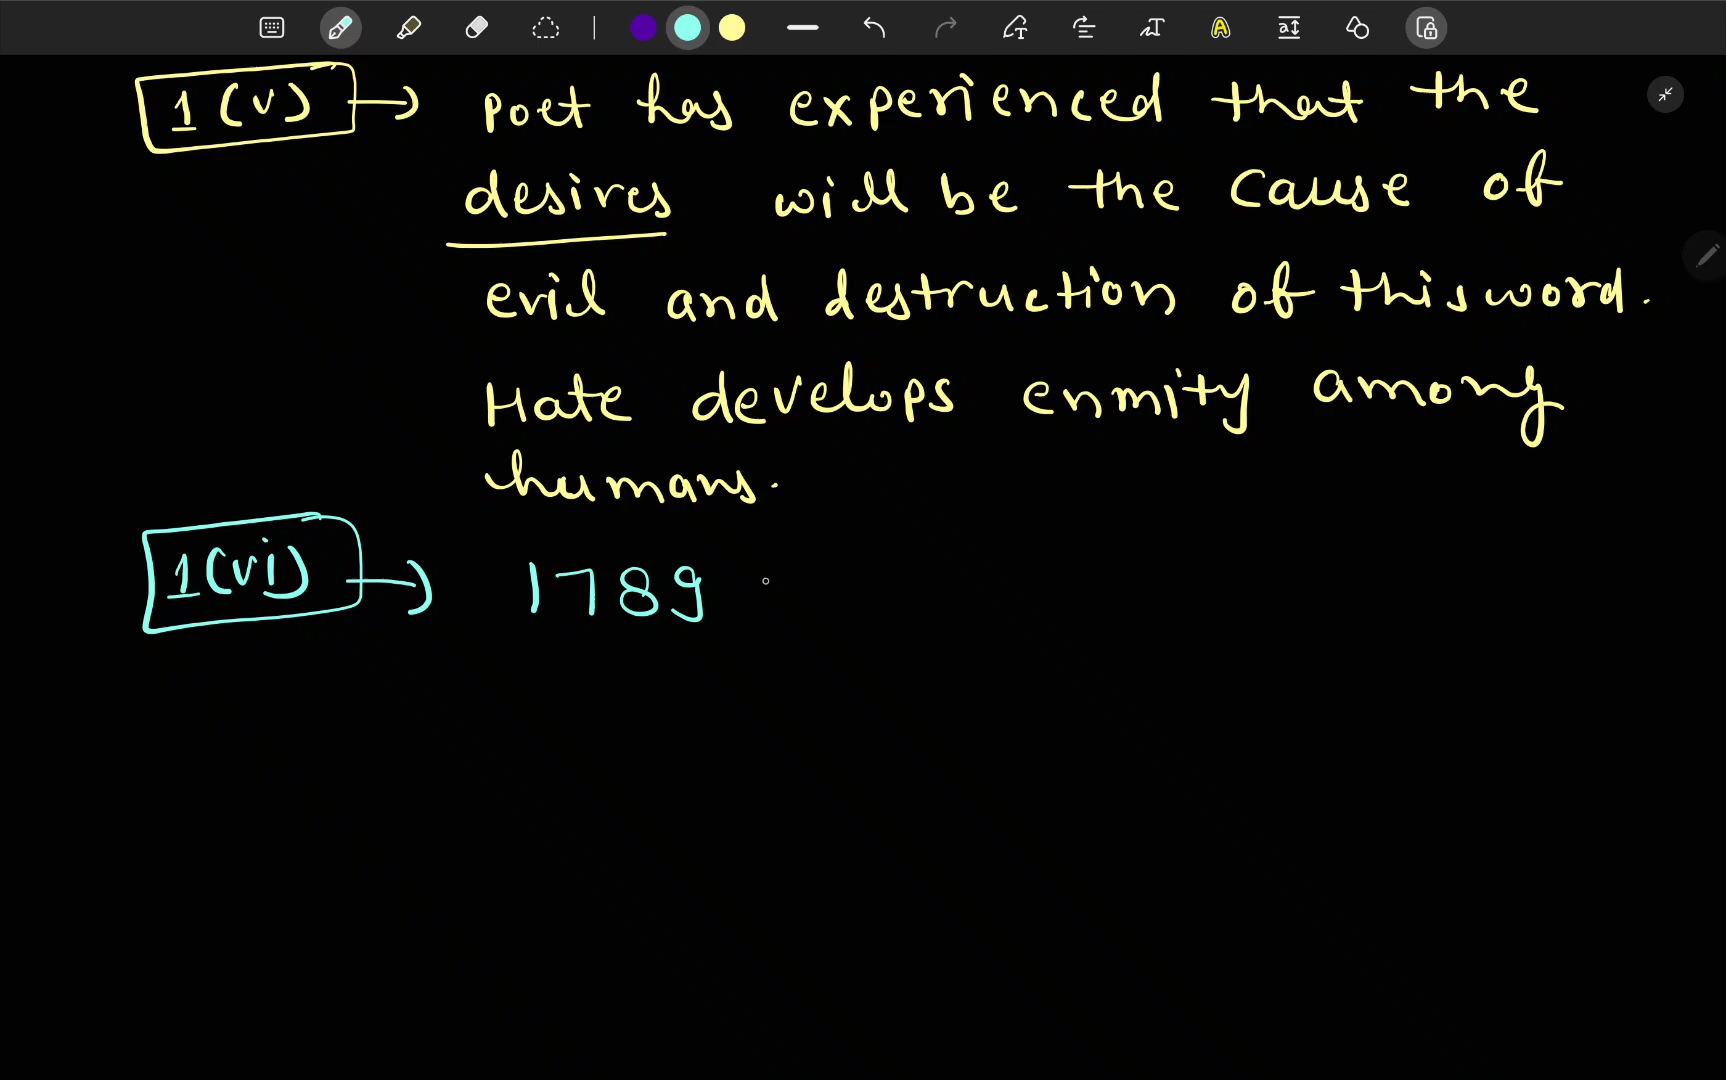 1 (v) → poet has experienced that the
desires will be the cause of
evil and destruction of this word.
Hate develops enmity among
humans.
1(vi) → 1789